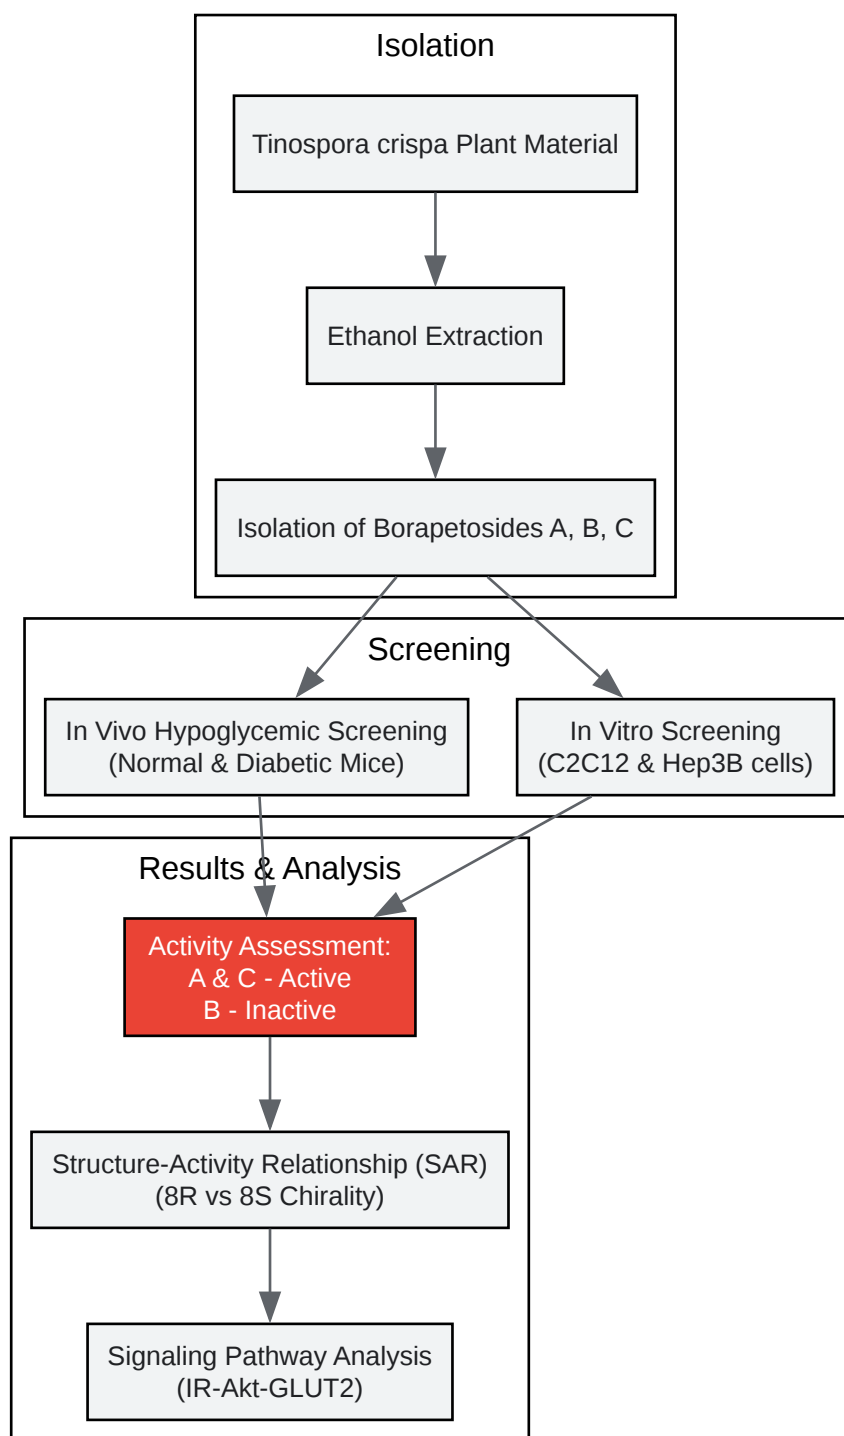 Isolation
Tinospora crispa Plant Material
Ethanol Extraction
Isolation of Borapetosides A, B, C
Screening
In Vivo Hypoglycemic Screening
(Normal & Diabetic Mice)
In Vitro Screening
(C2C12 & Hep3B cells)
Results & Analysis
Activity Assessment:
A & C - Active
B - Inactive
Structure-Activity Relationship (SAR)
(8R vs 8S Chirality)
Signaling Pathway Analysis
(IR-Akt-GLUT2)